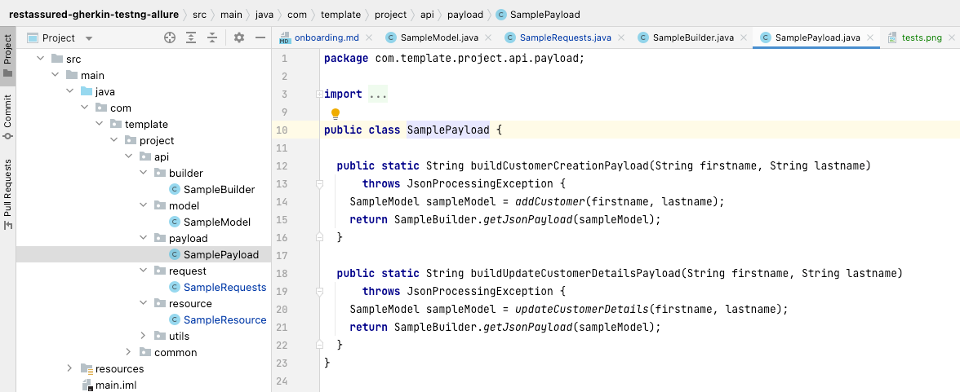 restassured-gherkin-testng-allure 〉 src 〉 main 〉 java 〉 com 〉 template 〉 project 〉 api 〉 payload 〉 SamplePayload
Project
onboarding.md × SampleModel.java × SampleRequests.java × SampleBuilder.java × SamplePayload.java × tests.png ×
Project
Commit
Pull Requests
src
main
java
com
template
project
api
builder
SampleBuilder
model
SampleModel
payload
SamplePayload
request
SampleRequests
resource
SampleResource
utils
common
resources
main.iml
1 package com.template.project.api.payload;
2
3 import ...
9
10 public class SamplePayload {
11
12 public static String buildCustomerCreationPayload(String firstname, String lastname)
13 throws JsonProcessingException {
14 SampleModel sampleModel = addCustomer(firstname, lastname);
15 return SampleBuilder.getJsonPayload(sampleModel);
16 }
17
18 public static String buildUpdateCustomerDetailsPayload(String firstname, String lastname)
19 throws JsonProcessingException {
20 SampleModel sampleModel = updateCustomerDetails(firstname, lastname);
21 return SampleBuilder.getJsonPayload(sampleModel);
22 }
23 }
24